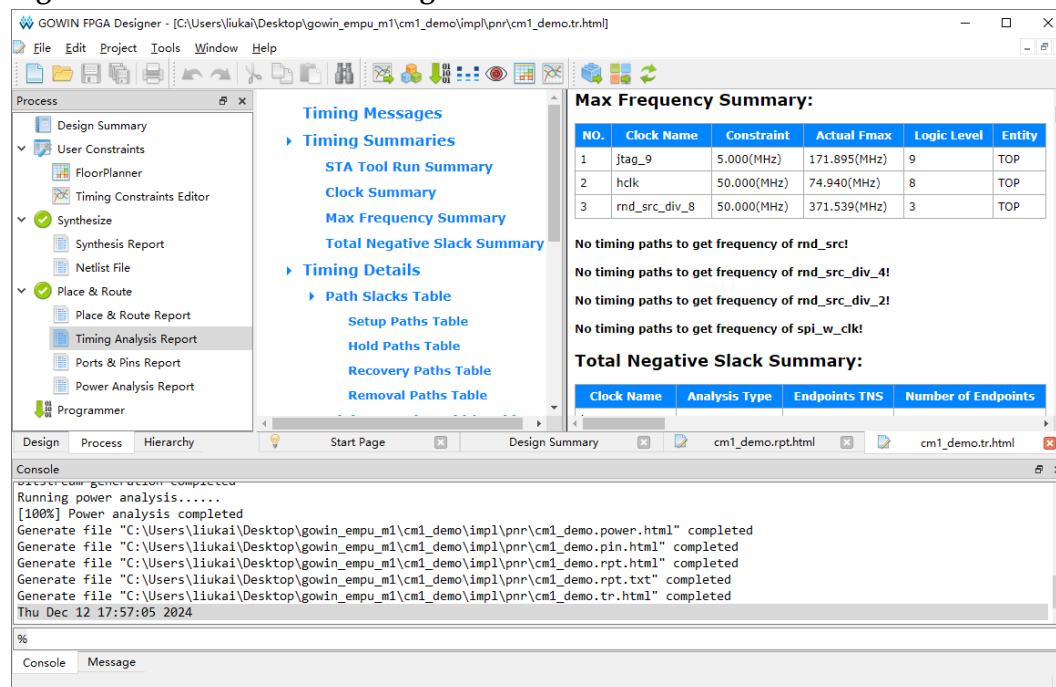 GOWIN FPGA Designer - [C:\Users\liukai\Desktop\gowin_empu_m1\cm1_demo\impl\pnr\cm1_demo.tr.html]
File Edit Project Tools Window Help
Process
Design Summary
User Constraints
FloorPlanner
Timing Constraints Editor
Synthesize
Synthesis Report
Netlist File
Place & Route
Place & Route Report
Timing Analysis Report
Ports & Pins Report
Power Analysis Report
Programmer
Design Process Hierarchy
Timing Messages
Timing Summaries
STA Tool Run Summary
Clock Summary
Max Frequency Summary
Total Negative Slack Summary
Timing Details
Path Slacks Table
Setup Paths Table
Hold Paths Table
Recovery Paths Table
Removal Paths Table
Max Frequency Summary:
NO. Clock Name Constraint Actual Fmax Logic Level Entity
1 jtag_9 5.000(MHz) 171.895(MHz) 9 TOP
2 hclk 50.000(MHz) 74.940(MHz) 8 TOP
3 rnd_src_div_8 50.000(MHz) 371.539(MHz) 3 TOP
No timing paths to get frequency of rnd_src!
No timing paths to get frequency of rnd_src_div_4!
No timing paths to get frequency of rnd_src_div_2!
No timing paths to get frequency of spi_w_clk!
Total Negative Slack Summary:
Clock Name Analysis Type Endpoints TNS Number of Endpoints
Start Page Design Summary cm1_demo.rpt.html cm1_demo.tr.html
Console
Bitstream generation completed
Running power analysis......
[100%] Power analysis completed
Generate file "C:\Users\liukai\Desktop\gowin_empu_m1\cm1_demo\impl\pnr\cm1_demo.power.html" completed
Generate file "C:\Users\liukai\Desktop\gowin_empu_m1\cm1_demo\impl\pnr\cm1_demo.pin.html" completed
Generate file "C:\Users\liukai\Desktop\gowin_empu_m1\cm1_demo\impl\pnr\cm1_demo.rpt.html" completed
Generate file "C:\Users\liukai\Desktop\gowin_empu_m1\cm1_demo\impl\pnr\cm1_demo.rpt.txt" completed
Generate file "C:\Users\liukai\Desktop\gowin_empu_m1\cm1_demo\impl\pnr\cm1_demo.tr.html" completed
Thu Dec 12 17:57:05 2024
%
Console Message